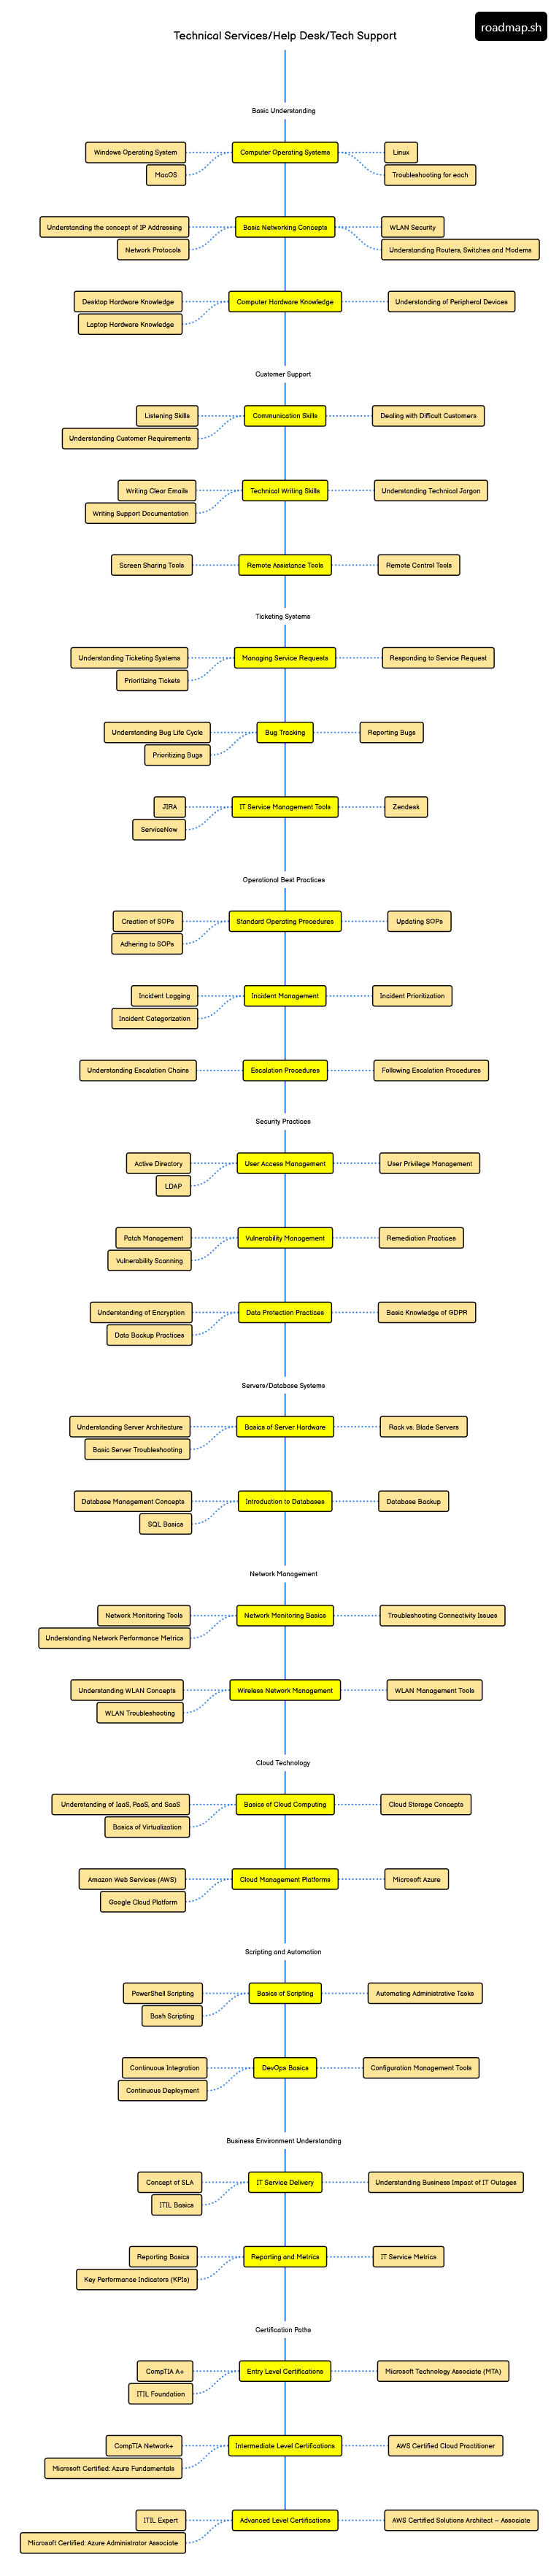 roadmap.sh
Technical Services/Help Desk/Tech Support
Basic Understanding
Windows Operating System
Computer Operating Systems
Linux
MacOS
Troubleshooting for each
Understanding the concept of IP Addressing
Basic Networking Concepts
WLAN Security
Network Protocols
Understanding Routers, Switches and Modems
Desktop Hardware Knowledge
Computer Hardware Knowledge
Understanding of Peripheral Devices
Laptop Hardware Knowledge
Customer Support
Listening Skills
Communication Skills
Dealing with Difficult Customers
Understanding Customer Requirements
Writing Clear Emails
Technical Writing Skills
Understanding Technical Jargon
Writing Support Documentation
Screen Sharing Tools
Remote Assistance Tools
Remote Control Tools
Ticketing Systems
Understanding Ticketing Systems
Managing Service Requests
Responding to Service Request
Prioritizing Tickets
Understanding Bug Life Cycle
Bug Tracking
Reporting Bugs
Prioritizing Bugs
JIRA
IT Service Management Tools
Zendesk
ServiceNow
Operational Best Practices
Creation of SOPs
Standard Operating Procedures
Updating SOPs
Adhering to SOPs
Incident Logging
Incident Management
Incident Prioritization
Incident Categorization
Understanding Escalation Chains
Escalation Procedures
Following Escalation Procedures
Security Practices
Active Directory
User Access Management
User Privilege Management
LDAP
Patch Management
Vulnerability Management
Remediation Practices
Vulnerability Scanning
Understanding of Encryption
Data Protection Practices
Basic Knowledge of GDPR
Data Backup Practices
Servers/Database Systems
Understanding Server Architecture
Basics of Server Hardware
Rack vs. Blade Servers
Basic Server Troubleshooting
Database Management Concepts
Introduction to Databases
Database Backup
SQL Basics
Network Management
Network Monitoring Tools
Network Monitoring Basics
Troubleshooting Connectivity Issues
Understanding Network Performance Metrics
Understanding WLAN Concepts
Wireless Network Management
WLAN Management Tools
WLAN Troubleshooting
Cloud Technology
Understanding of IaaS, PaaS, and SaaS
Basics of Cloud Computing
Cloud Storage Concepts
Basics of Virtualization
Amazon Web Services (AWS)
Cloud Management Platforms
Microsoft Azure
Google Cloud Platform
Scripting and Automation
PowerShell Scripting
Basics of Scripting
Automating Administrative Tasks
Bash Scripting
Continuous Integration
DevOps Basics
Configuration Management Tools
Continuous Deployment
Business Environment Understanding
Concept of SLA
IT Service Delivery
Understanding Business Impact of IT Outages
ITIL Basics
Reporting Basics
Reporting and Metrics
IT Service Metrics
Key Performance Indicators (KPIs)
Certification Paths
CompTIA A+
Entry Level Certifications
Microsoft Technology Associate (MTA)
ITIL Foundation
CompTIA Network+
Intermediate Level Certifications
AWS Certified Cloud Practitioner
Microsoft Certified: Azure Fundamentals
ITIL Expert
Advanced Level Certifications
AWS Certified Solutions Architect – Associate
Microsoft Certified: Azure Administrator Associate